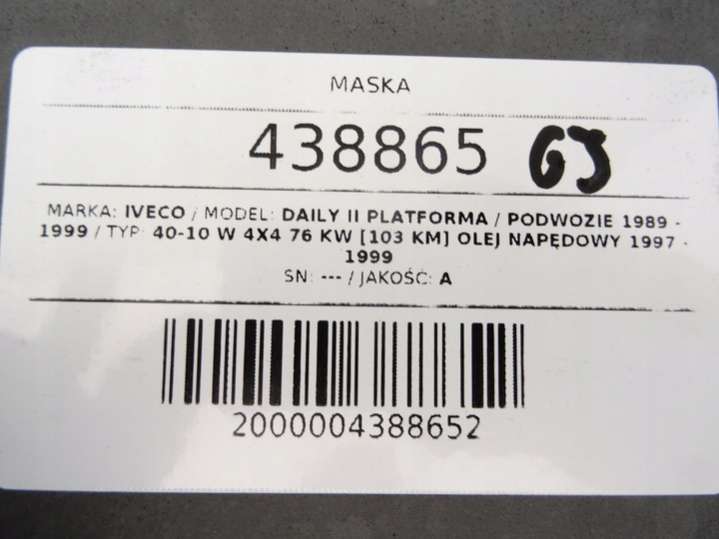 MASKA
438865 GJ
MARKA: IVECO / MODEL: DAILY II PLATFORMA / PODWOZIE 1989 -
1999 / TYP: 40-10 W 4X4 76 KW [103 KM] OLEJ NAPĘDOWY 1997 -
1999
SN: --- / JAKOŚĆ: A
2000004388652